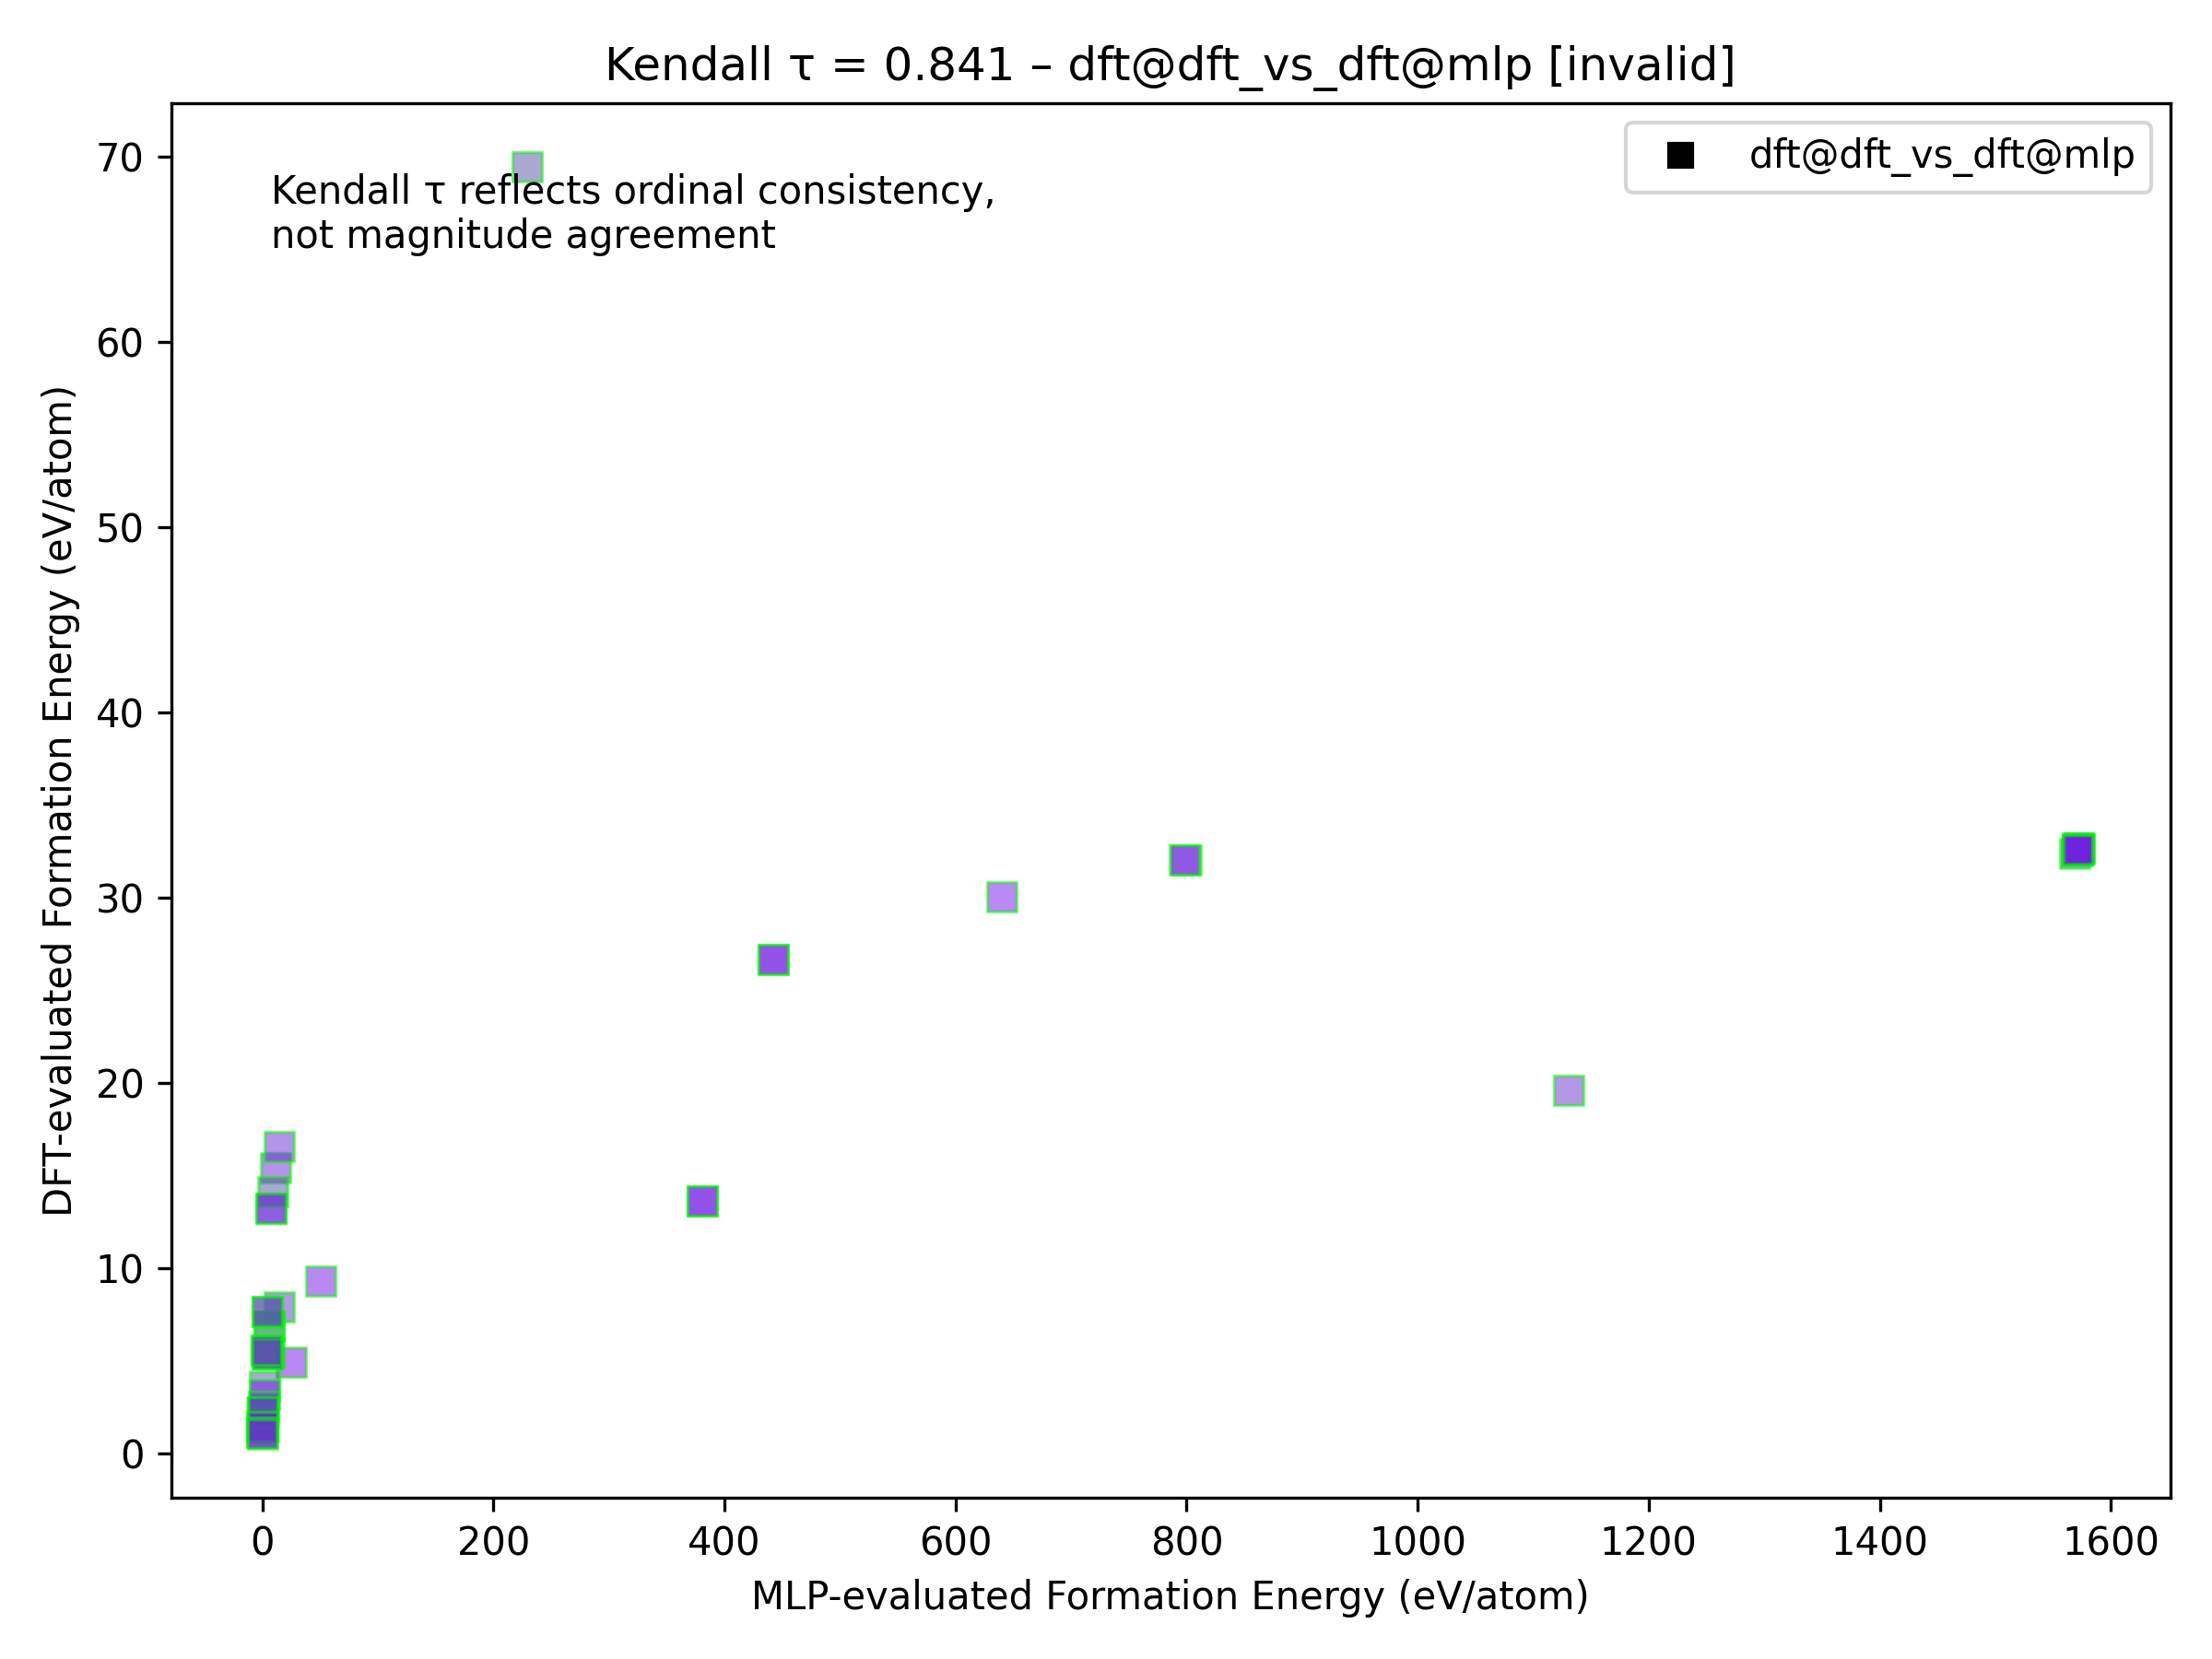 Kendall τ = 0.841 – dft@dft_vs_dft@mlp [invalid]
dft@dft_vs_dft@mlp
Kendall τ reflects ordinal consistency,
not magnitude agreement
DFT-evaluated Formation Energy (eV/atom)
70
60
50
40
30
20
10
0
0 200 400 600 800 1000 1200 1400 1600
MLP-evaluated Formation Energy (eV/atom)